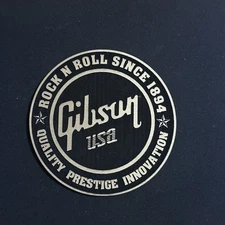 ROCK N ROLL SINCE 1894
Gibson
USA
QUALITY PRESTIGE INNOVATION